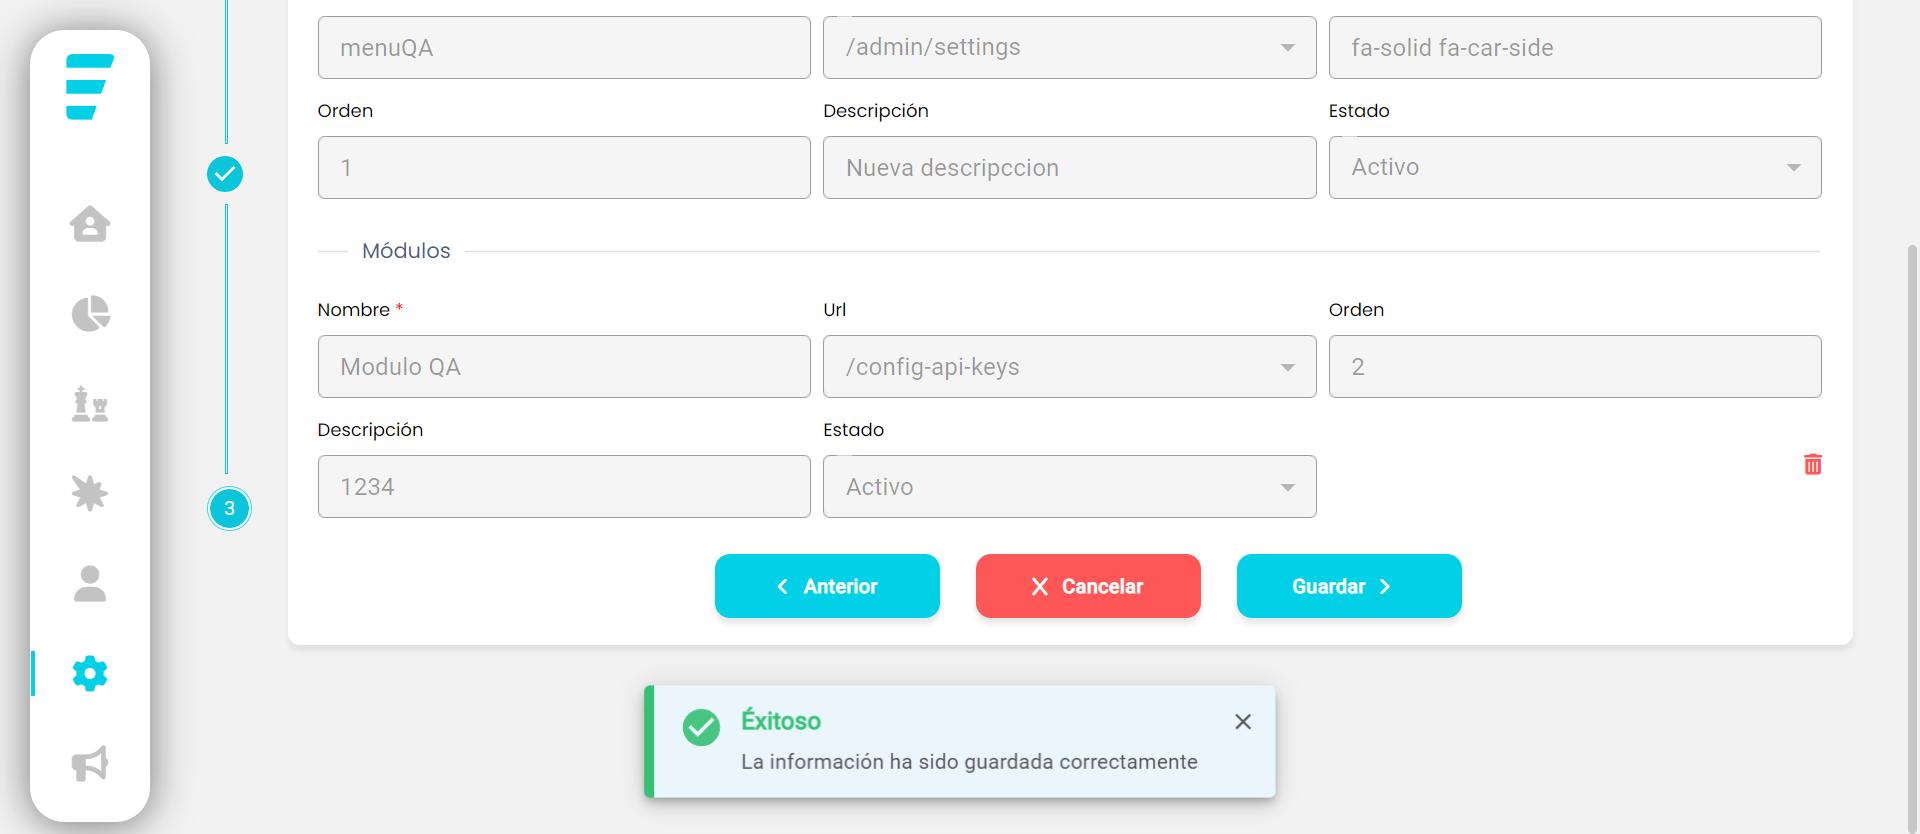 menuQA /admin/settings fa-solid fa-car-side
Orden Descripción Estado
1 Nueva descripccion Activo
Módulos
Nombre * Url Orden
Modulo QA /config-api-keys 2
Descripción Estado
1234 Activo
3
Anterior Cancelar Guardar
Éxitoso
La información ha sido guardada correctamente